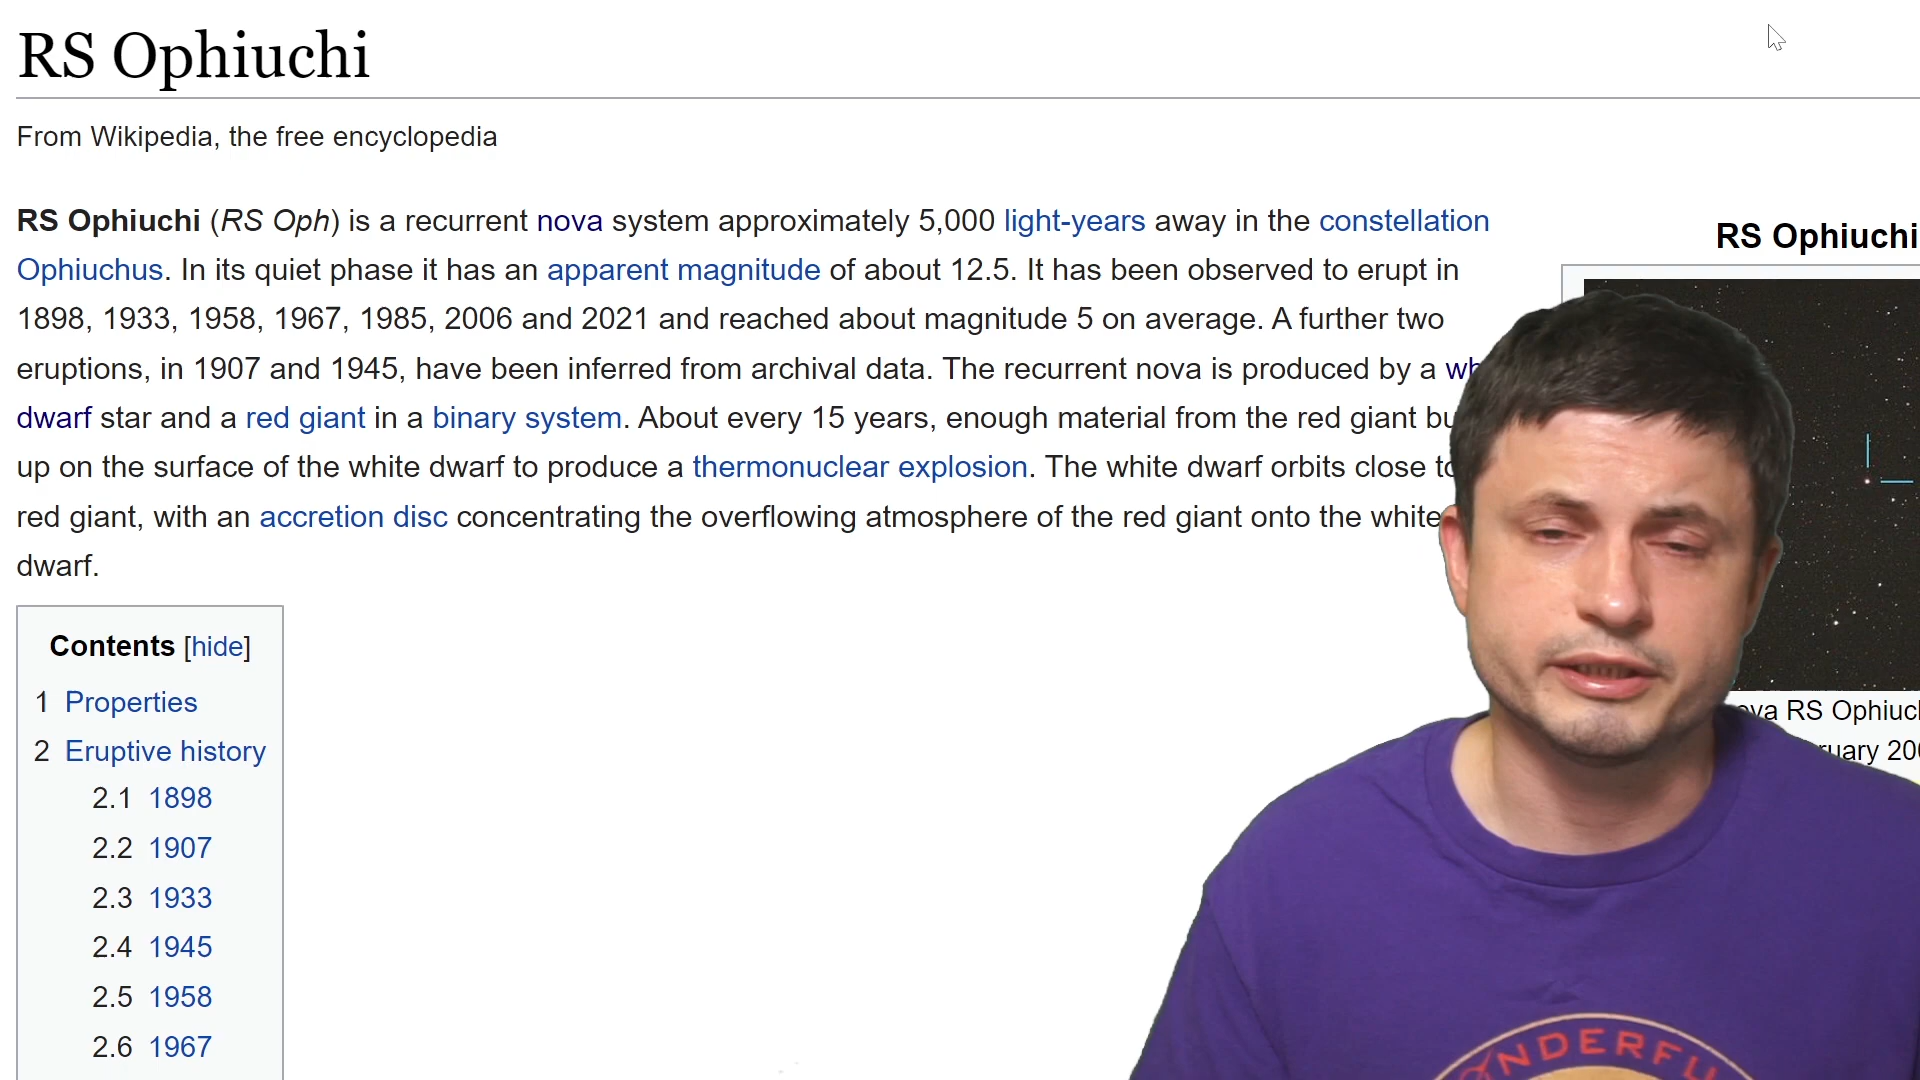 RS Ophiuchi
From Wikipedia, the free encyclopedia
RS Ophiuchi (RS Oph) is a recurrent nova system approximately 5,000 light-years away in the constellation
Ophiuchus. In its quiet phase it has an apparent magnitude of about 12.5. It has been observed to erupt in
1898, 1933, 1958, 1967, 1985, 2006 and 2021 and reached about magnitude 5 on average. A further two
eruptions, in 1907 and 1945, have been inferred from archival data. The recurrent nova is produced by a
dwarf star and a red giant in a binary system. About every 15 years, enough material from the red giant
up on the surface of the white dwarf to produce a thermonuclear explosion. The white dwarf orbits close
red giant, with an accretion disc concentrating the overflowing atmosphere of the red giant onto the white
dwarf.
Contents [hide]
1 Properties
2 Eruptive history
2.1 1898
2.2 1907
2.3 1933
2.4 1945
2.5 1958
2.6 1967
RS Ophiuchi
RS